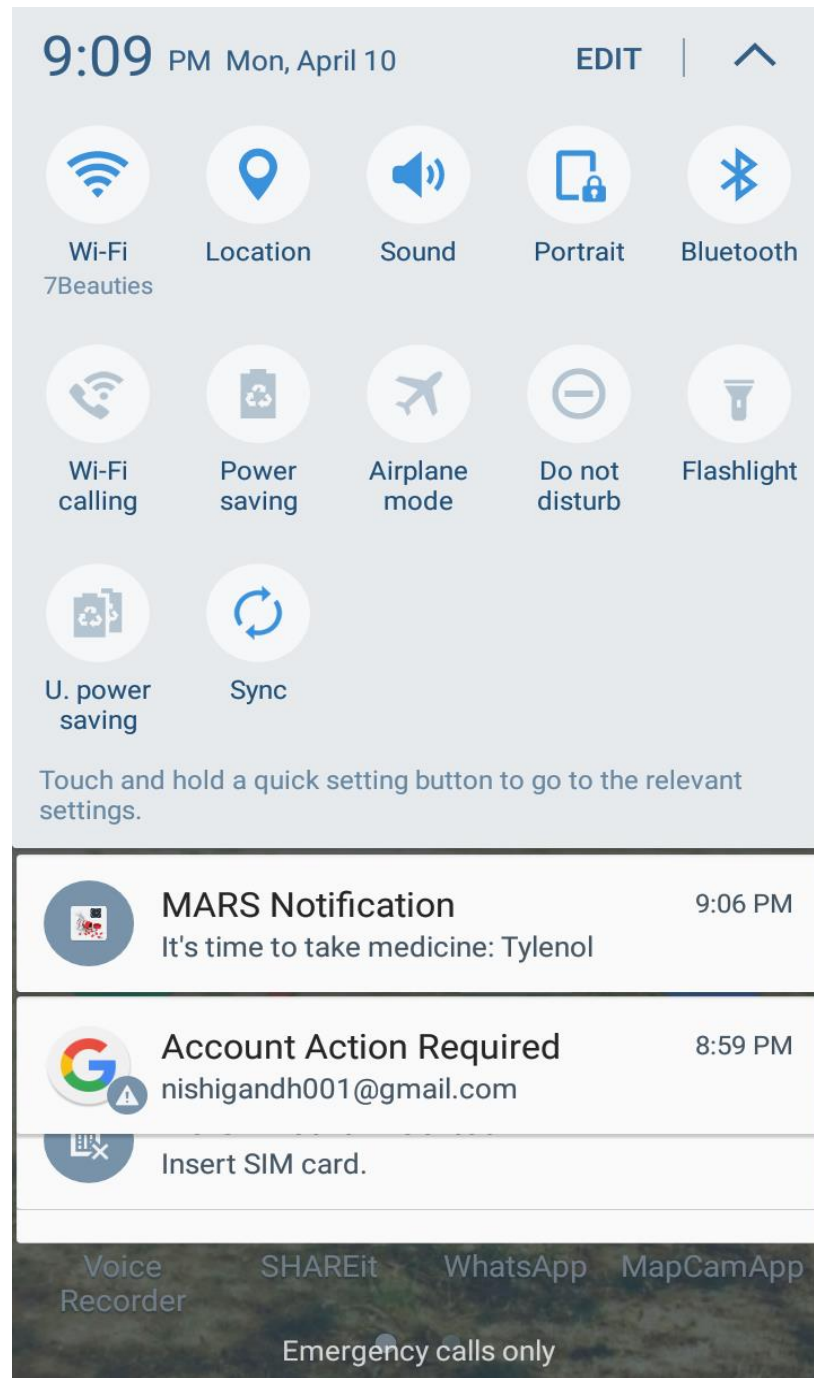 9:09 PM Mon, April 10 EDIT
Wi-Fi Location Sound Portrait Bluetooth
7Beauties
Wi-Fi Power Airplane Do not Flashlight
calling saving mode disturb
U. power Sync
saving
Touch and hold a quick setting button to go to the relevant
settings.
MARS Notification 9:06 PM
It's time to take medicine: Tylenol
Account Action Required 8:59 PM
nishigandh001@gmail.com
Insert SIM card.
Voice SHAREit WhatsApp MapCamApp
Recorder
Emergency calls only